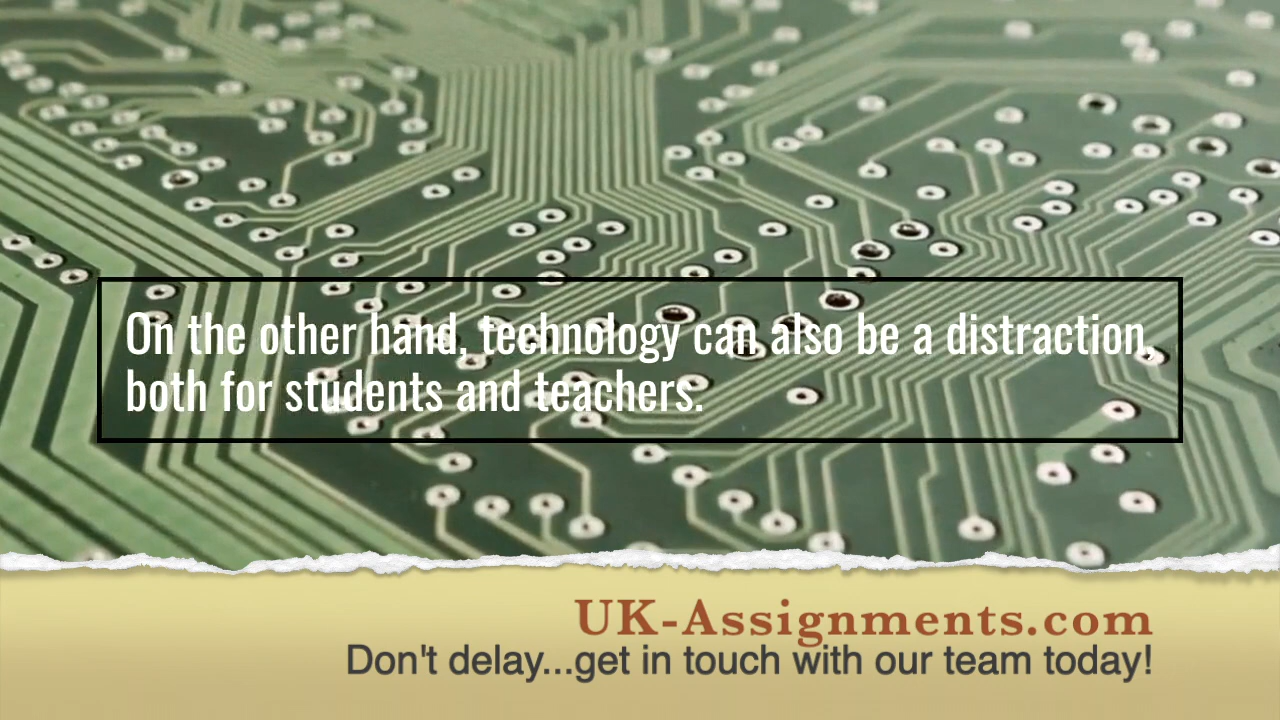 On the other hand, technology can also be a distraction,
both for students and teachers.
UK-Assignments.com
Don't delay...get in touch with our team today!